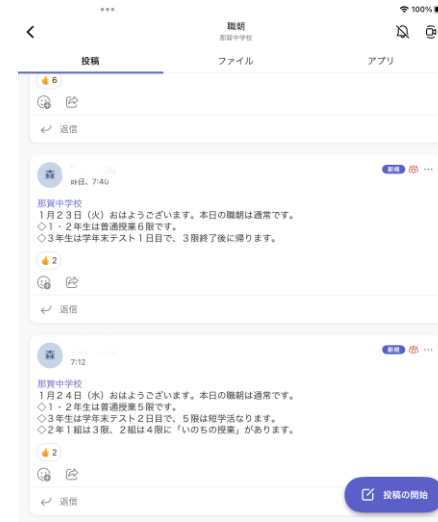 100%
職朝
那賀中学校
投稿
ファイル
アプリ
6
返信
森
昨日、7:40
新規
那賀中学校
1月23日(火)おはようございます。本日の職朝は通常です。
◇1・2年生は普通授業6限です。
◇3年生は学年末テスト1日目で、3限終了後に帰ります。
2
返信
森
7:12
新規
那賀中学校
1月24日(水)おはようございます。本日の職朝は通常です。
◇1・2年生は普通授業5限です。
◇3年生は学年末テスト2日目で、5限は短学活なります。
◇2年1組は3限、2組は4限に「いのちの授業」があります。
2
投稿の開始
返信